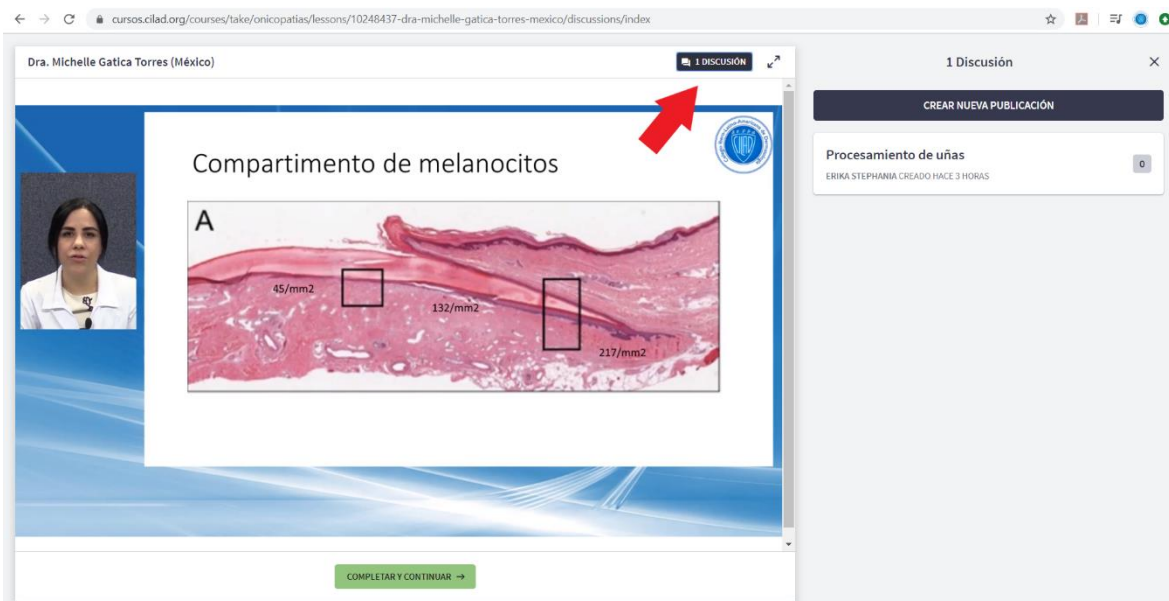 cursos.cilad.org/courses/take/onicopatias/lessons/10248437-dra-michelle-gatica-torres-mexico/discussions/index
Dra. Michelle Gatica Torres (México)
1 DISCUSIÓN
1 Discusión
CREAR NUEVA PUBLICACIÓN
Procesamiento de uñas
0
ERIKA STEPHANIA CREADO HACE 3 HORAS
Compartimento de melanocitos
CILAD
A
45/mm2
132/mm2
217/mm2
COMPLETAR Y CONTINUAR →